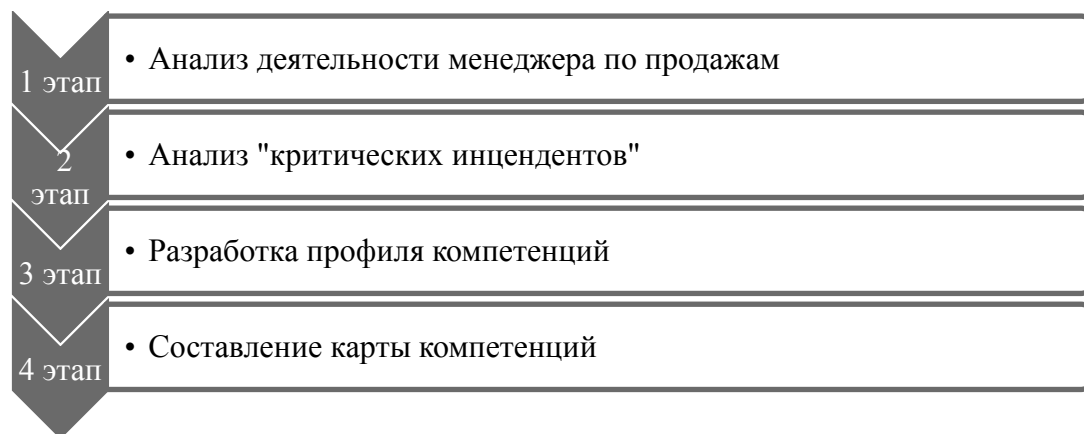 1 этап
• Анализ деятельности менеджера по продажам
2
этап
• Анализ "критических инцендентов"
3 этап
• Разработка профиля компетенций
4 этап
• Составление карты компетенций